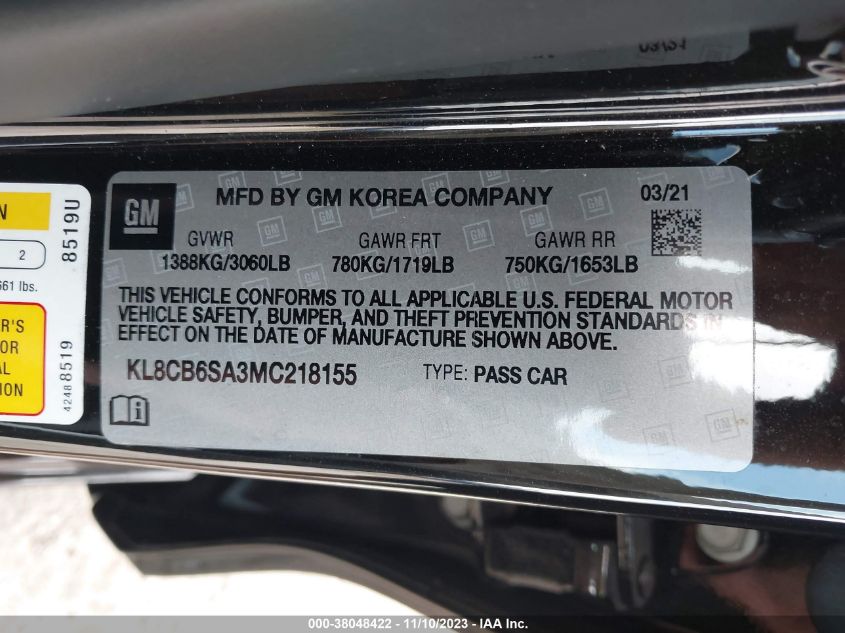 GM
MFD BY GM KOREA COMPANY
03/21
GVWR
GAWR FRT
GAWR RR
1388KG/3060LB
780KG/1719LB
750KG/1653LB
THIS VEHICLE CONFORMS TO ALL APPLICABLE U.S. FEDERAL MOTOR
VEHICLE SAFETY, BUMPER, AND THEFT PREVENTION STANDARDS IN
EFFECT ON THE DATE OF MANUFACTURE SHOWN ABOVE.
KL8CB6SA3MC218155
TYPE: PASS CAR
N
2
661 lbs.
R'S
OR
AL
TION
8519U
42488519
000-38048422 - 11/10/2023 - IAA Inc.